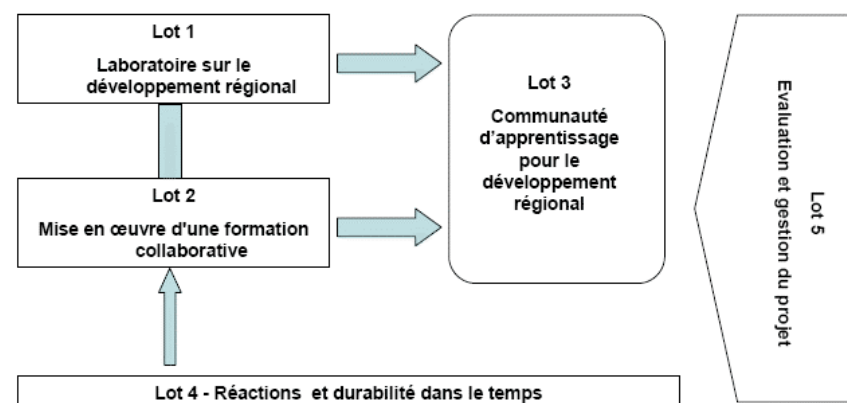 Lot 1
Laboratoire sur le
développement régional
Lot 2
Mise en œuvre d'une formation
collaborative
Lot 3
Communauté
d'apprentissage
pour le
développement
régional
Lot 4 - Réactions et durabilité dans le temps
Lot 5
Evaluation et gestion du projet